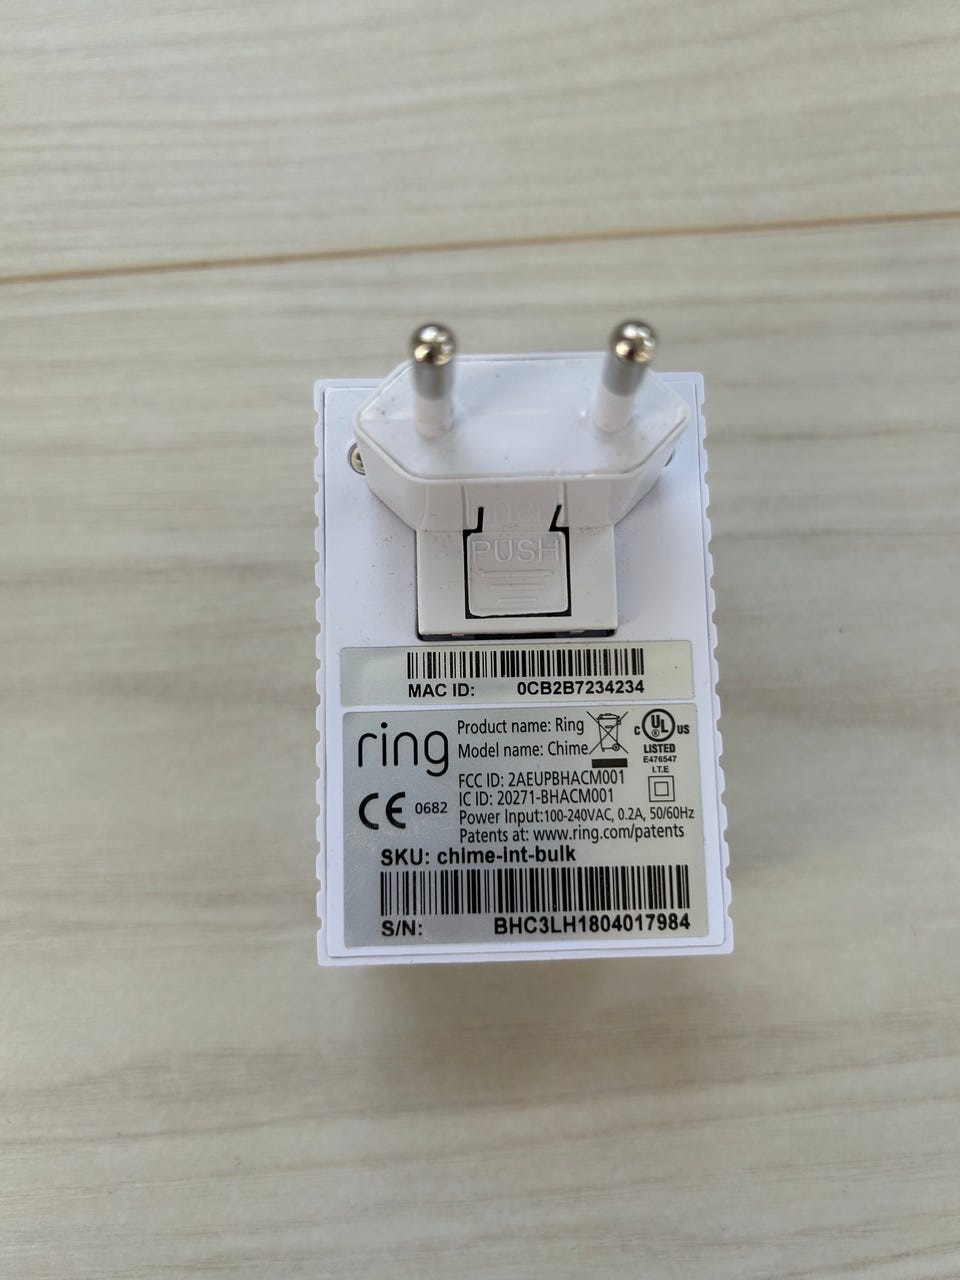 PUSH
MAC ID: 0CB2B7234234
ring
Product name: Ring
Model name: Chime
C UL US
LISTED
E476547
I.T.E
FCC ID: 2AEUPBHACM001
IC ID: 20271-BHACM001
CE 0682
Power Input:100-240VAC, 0.2A, 50/60Hz
Patents at: www.ring.com/patents
SKU: chime-int-bulk
S/N: BHC3LH1804017984